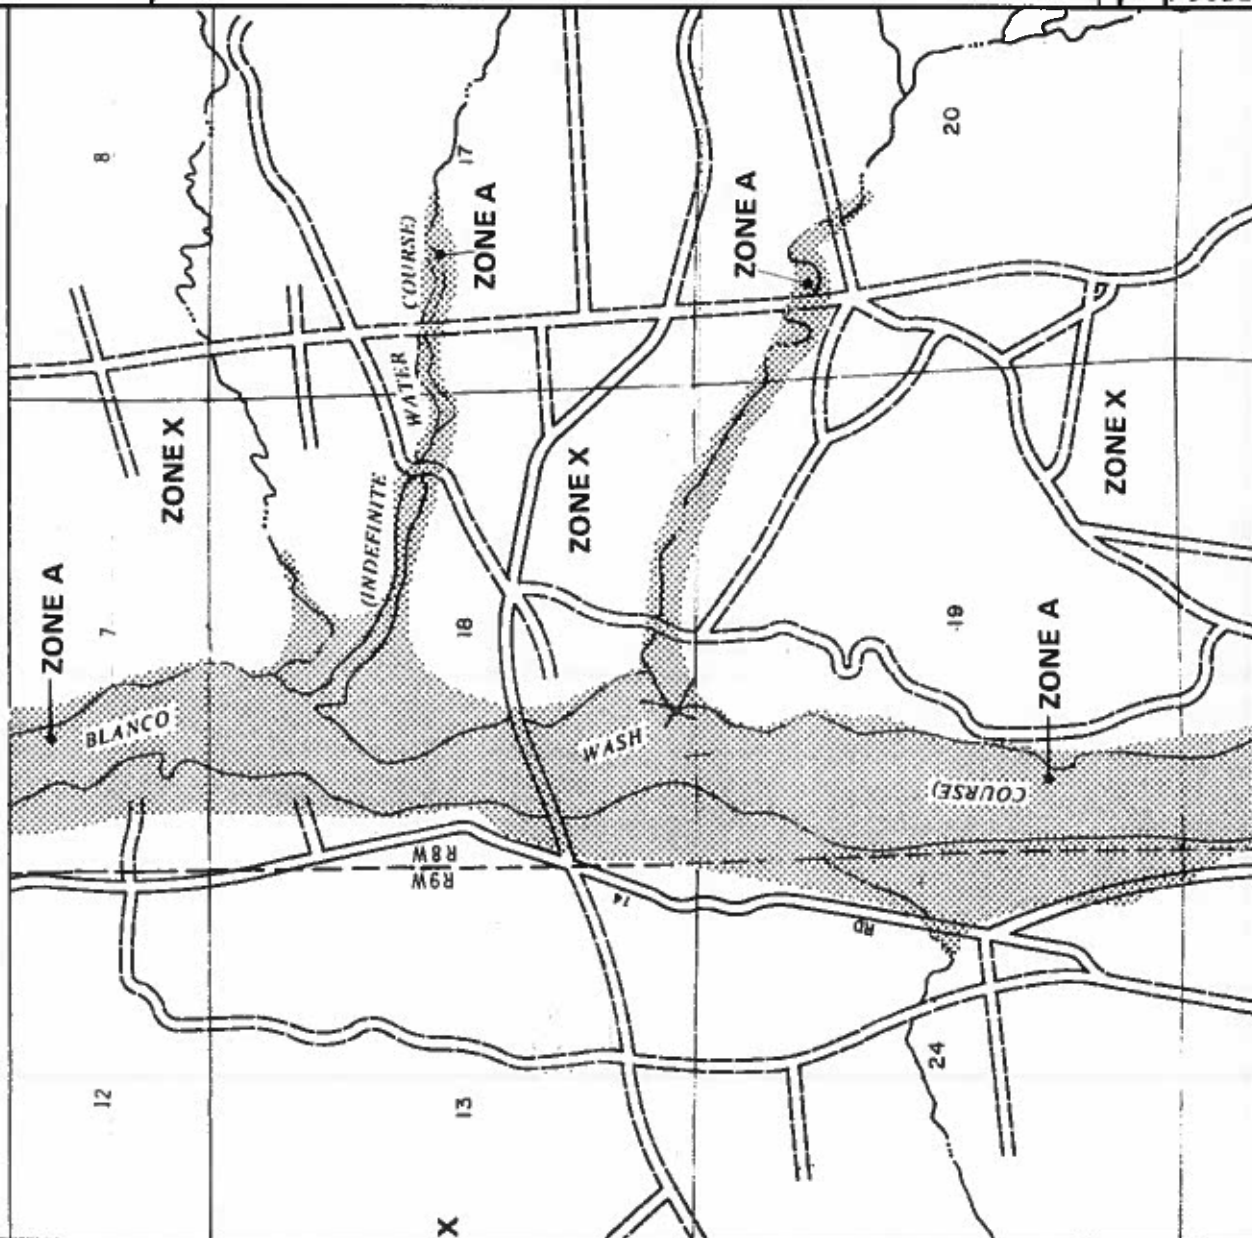 8
17
20
ZONE A
ZONE A
(INDEFINITE
WATER
COURSE)
ZONE X
ZONE X
ZONE X
ZONE A
7
18
19
ZONE A
BLANCO
WASH
COURSE)
R8W
R9W
14
RD
24
12
13
X